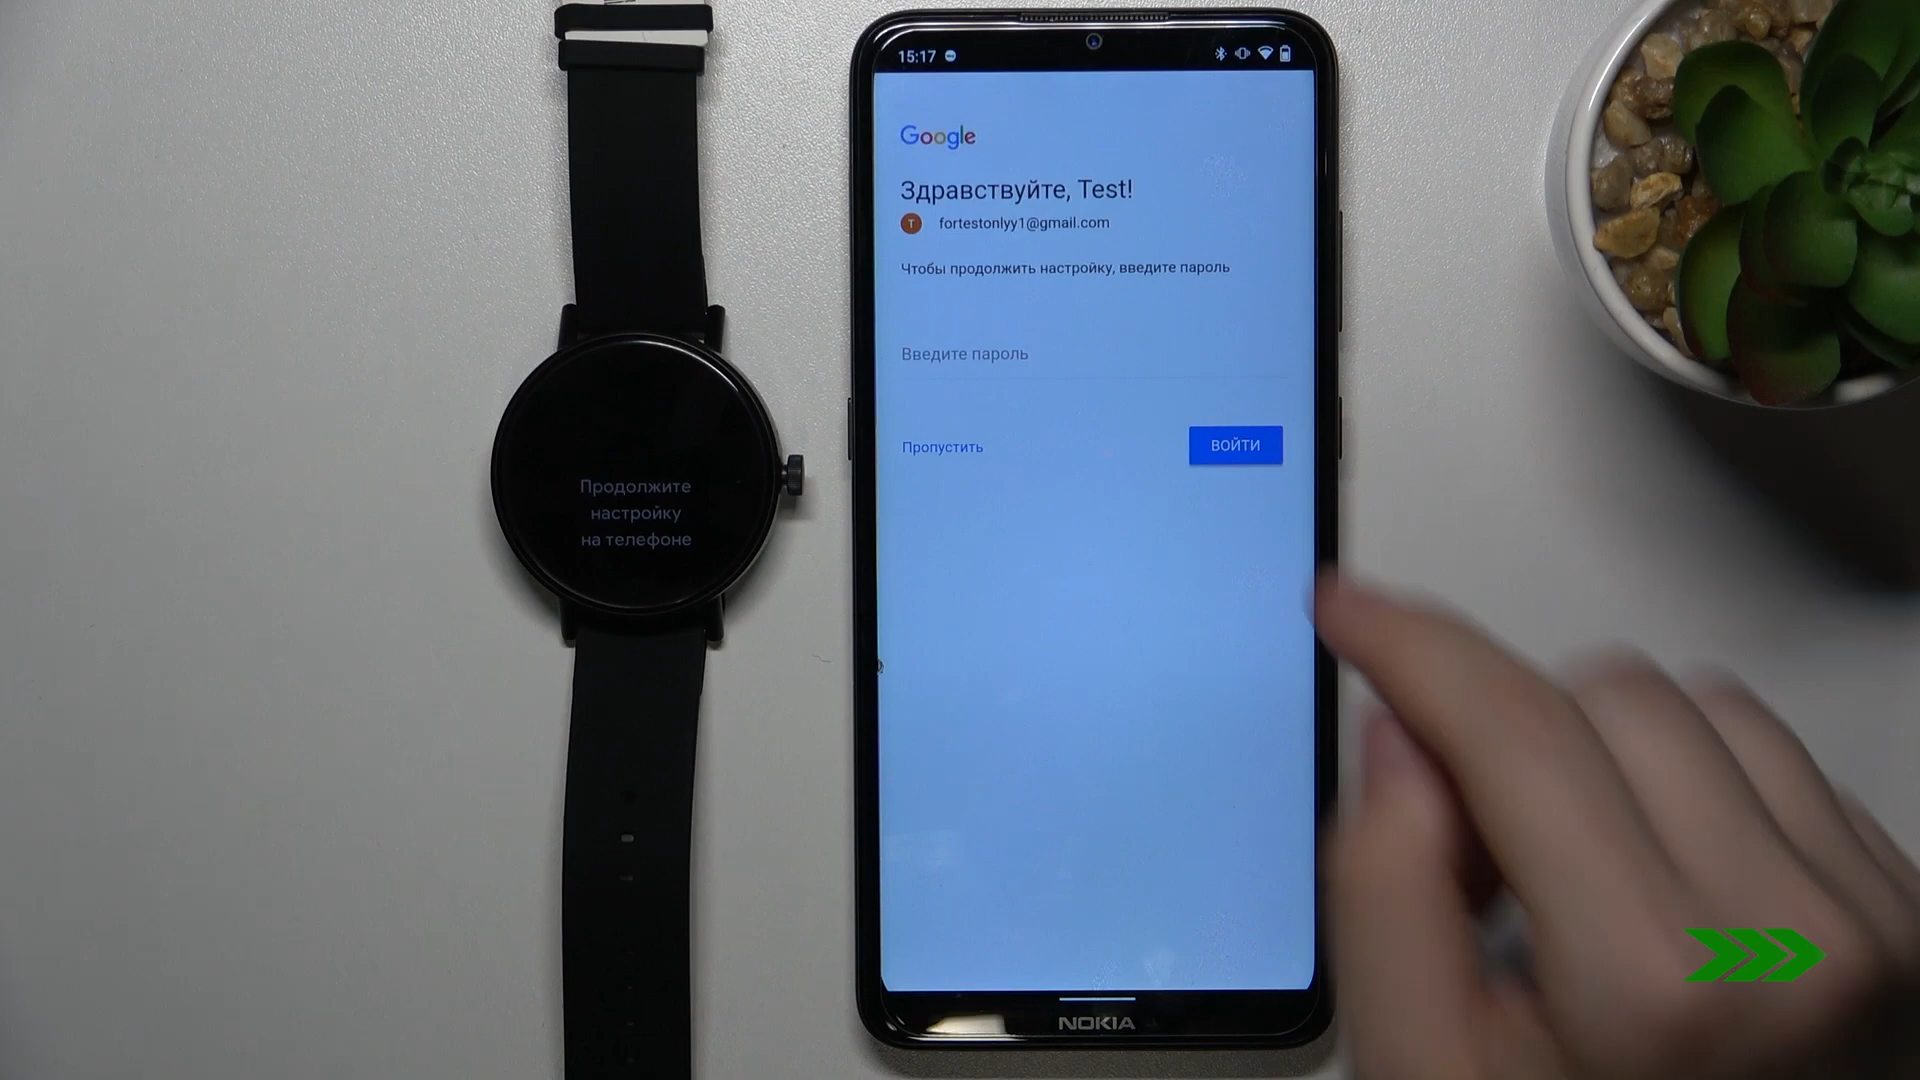 15:17
Google
Здравствуйте, Test!
T
fortestonlyy1@gmail.com
Чтобы продолжить настройку, введите пароль
Введите пароль
Пропустить
ВОЙТИ
Продолжите
настройку
на телефоне
NOKIA